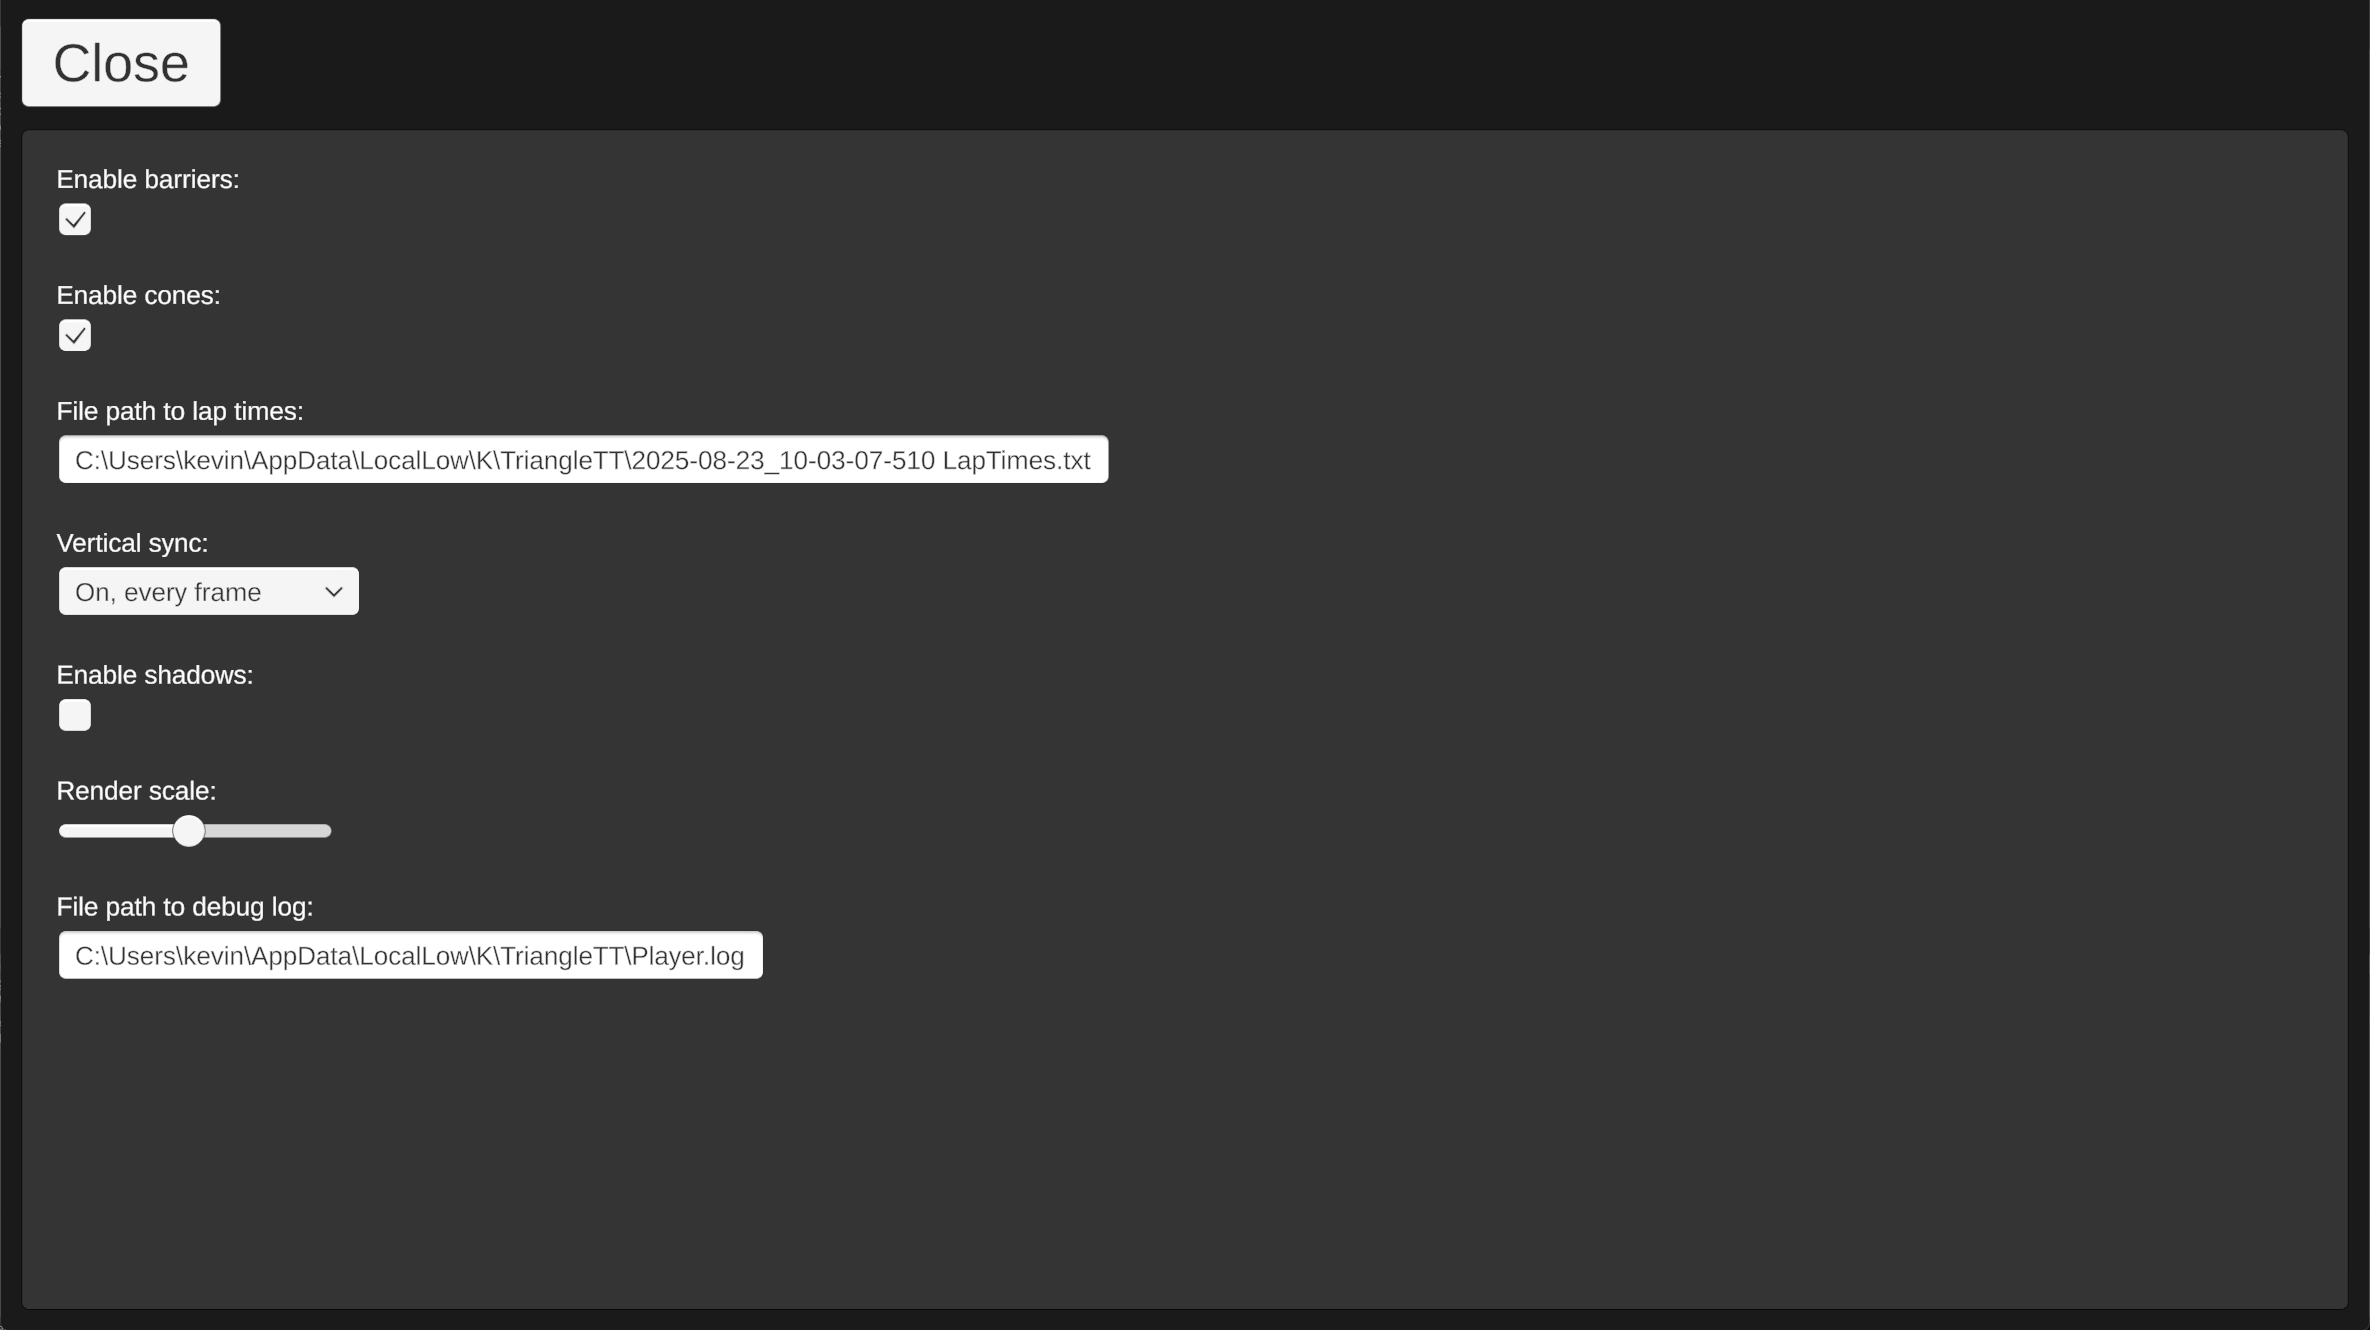 Close
Enable barriers:
Enable cones:
File path to lap times:
C:\Users\kevin\AppData\LocalLow\K\TriangleTT\2025-08-23_10-03-07-510 LapTimes.txt
Vertical sync:
On, every frame
Enable shadows:
Render scale:
File path to debug log:
C:\Users\kevin\AppData\LocalLow\K\TriangleTT\Player.log